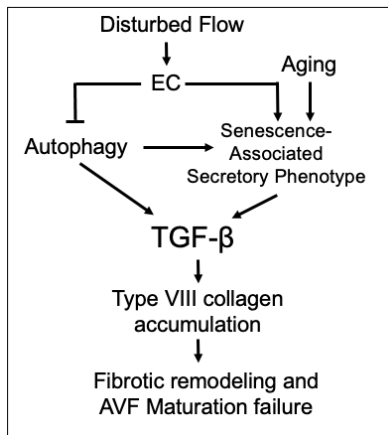 Disturbed Flow
EC
Aging
Autophagy
Senescence-
Associated
Secretory Phenotype
TGF-β
Type VIII collagen
accumulation
Fibrotic remodeling and
AVF Maturation failure